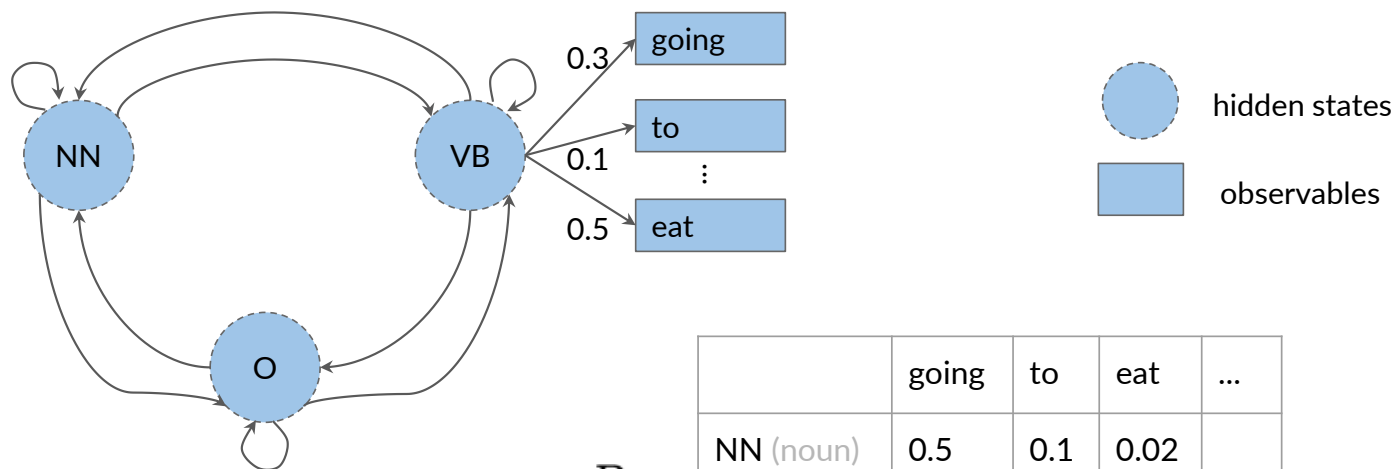 going
0.3
hidden states
to
NN
VB
0.1
⋮
observables
eat
0.5
O
going to eat ...
NN (noun) 0.5 0.1 0.02